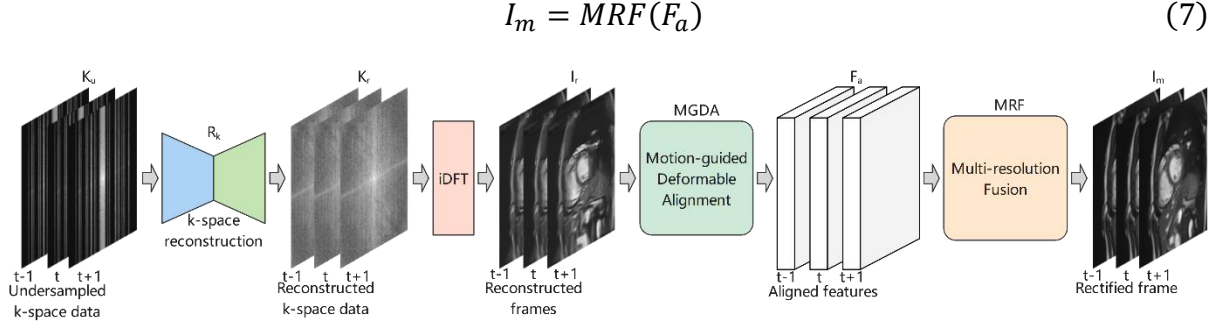 I_m = MRF(F_a) (7)
K_u
K_r
I_r
F_a
I_m
R_k
MGDA
MRF
iDFT
Motion-guided
Deformable
Alignment
Multi-resolution
Fusion
k-space
reconstruction
t-1 t t+1
Undersampled
k-space data
t-1 t t+1
Reconstructed
k-space data
t-1 t t+1
Reconstructed
frames
t-1 t t+1
Aligned features
t-1 t t+1
Rectified frame